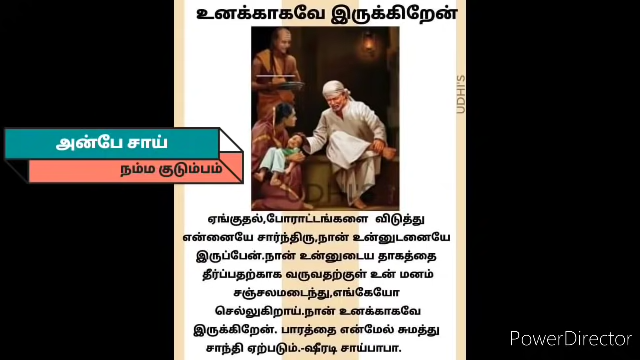 உனக்காகவே இருக்கிறேன்
UDHI'S
அன்பே சாய்
நம்ம குடும்பம்
UDHI'S
ஏங்குதல்,போராட்டங்களை விடுத்து
என்னையே சார்ந்திரு,நான் உன்னுடனையே
இருப்பேன்.நான் உன்னுடைய தாகத்தை
தீர்ப்பதற்காக வருவதற்குள் உன் மனம்
சஞ்சலமடைந்து,எங்கேயோ
செல்லுகிறாய்.நான் உனக்காகவே
இருக்கிறேன். பாரத்தை என்மேல் சுமத்து
சாந்தி ஏற்படும்.-ஷீரடி சாய்பாபா.
PowerDirector